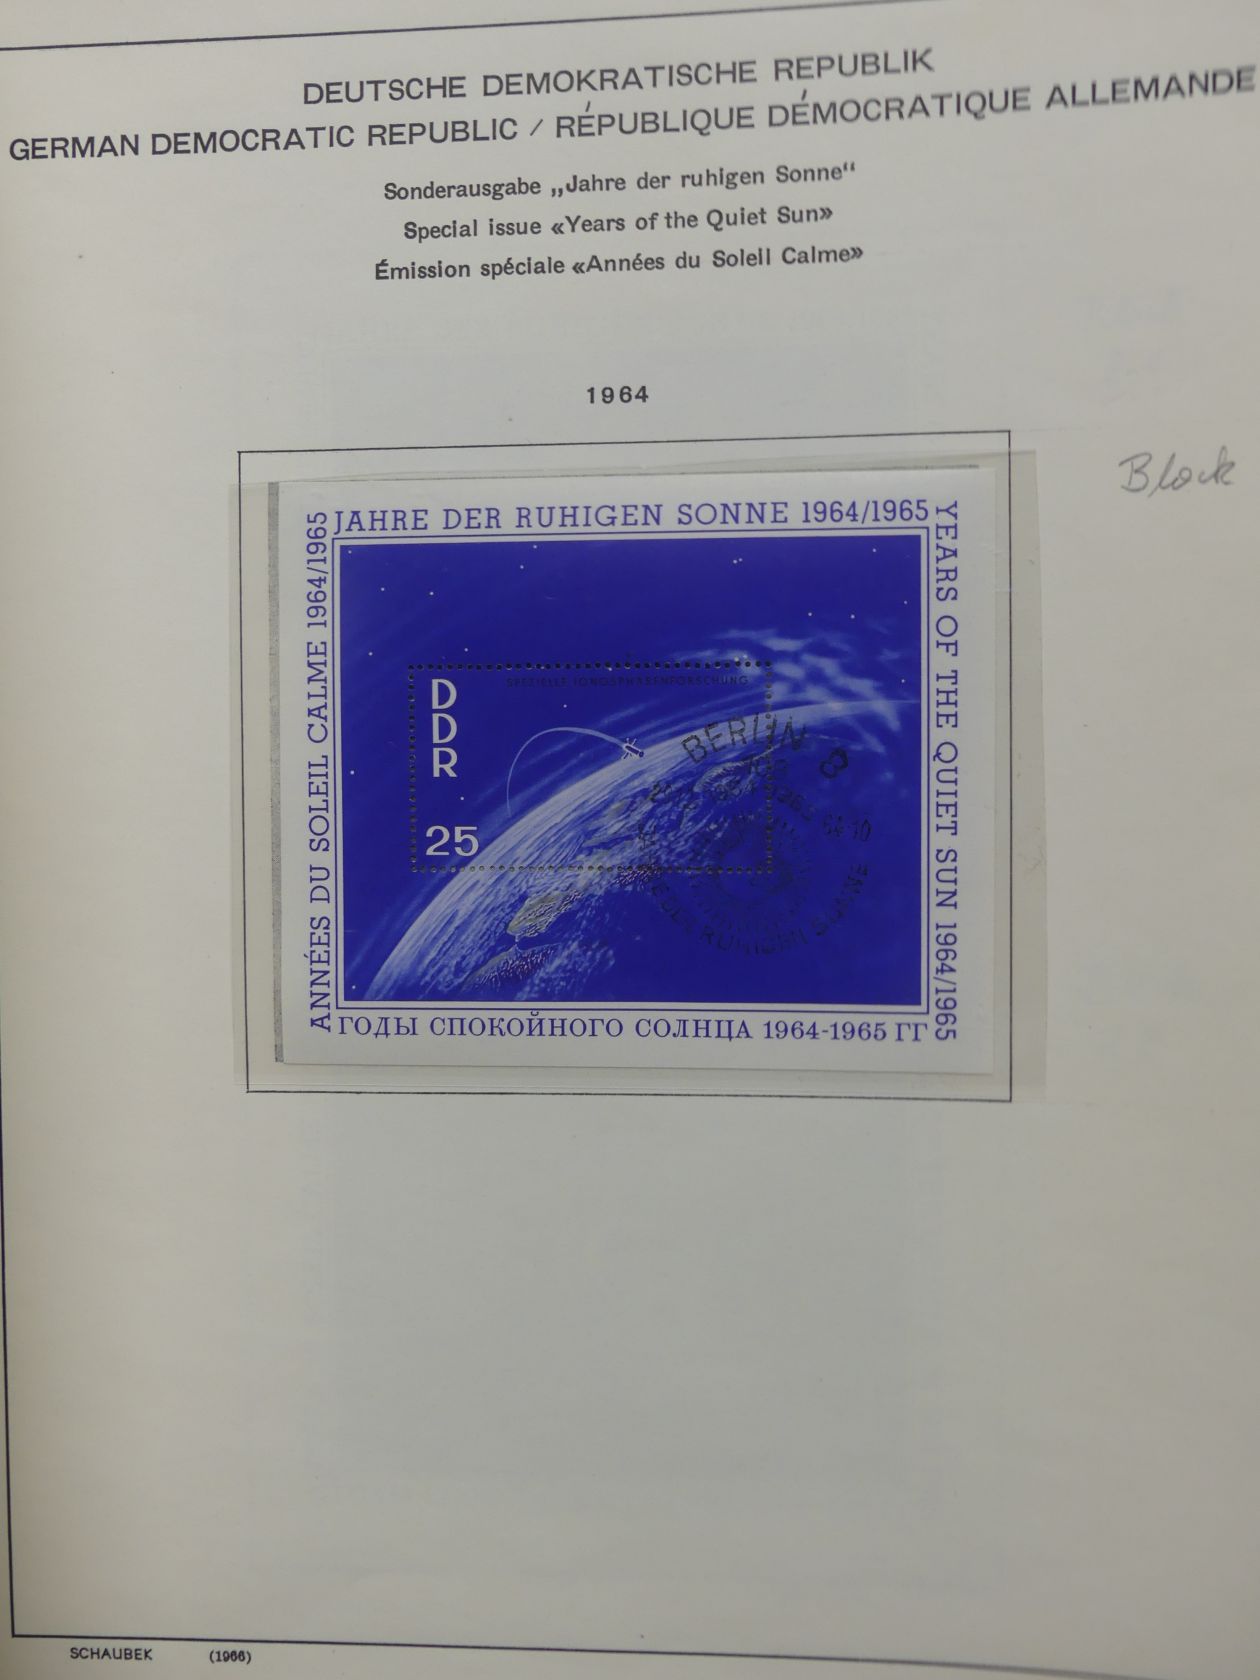 DEUTSCHE DEMOKRATISCHE REPUBLIK
GERMAN DEMOCRATIC REPUBLIC / RÉPUBLIQUE DÉMOCRATIQUE ALLEMANDE
Sonderausgabe „Jahre der ruhigen Sonne“
Special issue «Years of the Quiet Sun»
Émission spéciale «Années du Soleil Calme»
1964
Block
JAHRE DER RUHIGEN SONNE 1964/1965
YEARS OF THE QUIET SUN 1964/1965
ANNÉES DU SOLEIL CALME 1964/1965
SPEZIELLE IONOSPHÄRENFORSCHUNG
DDR
25
BERLIN 8
ГОДЫ СПОКОЙНОГО СОЛНЦА 1964-1965 ГГ
SCHAUBEK (1966)